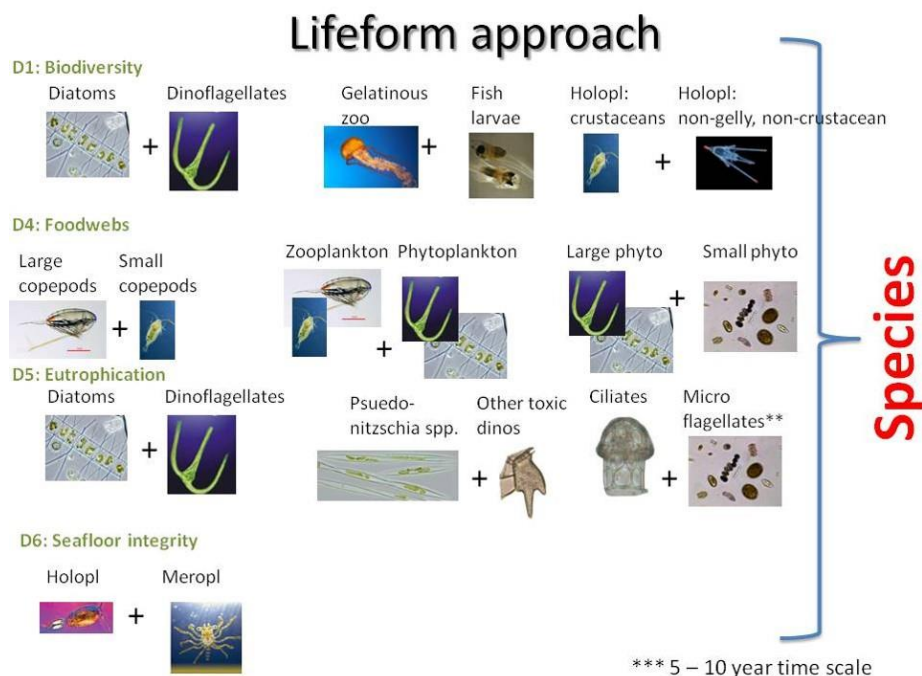 Lifeform approach
D1: Biodiversity
Diatoms
Dinoflagellates
Gelatinous
zoo
Fish
larvae
Holopl:
crustaceans
Holopl:
non-gelly, non-crustacean
+
+
+
D4: Foodwebs
Large
copepods
Small
copepods
Zooplankton
Phytoplankton
Large phyto
Small phyto
+
+
+
D5: Eutrophication
Diatoms
Dinoflagellates
Psuedo-
nitzschia spp.
Other toxic
dinos
Ciliates
Micro
flagellates**
+
+
+
D6: Seafloor integrity
Holopl
Meropl
+
Species
*** 5 – 10 year time scale